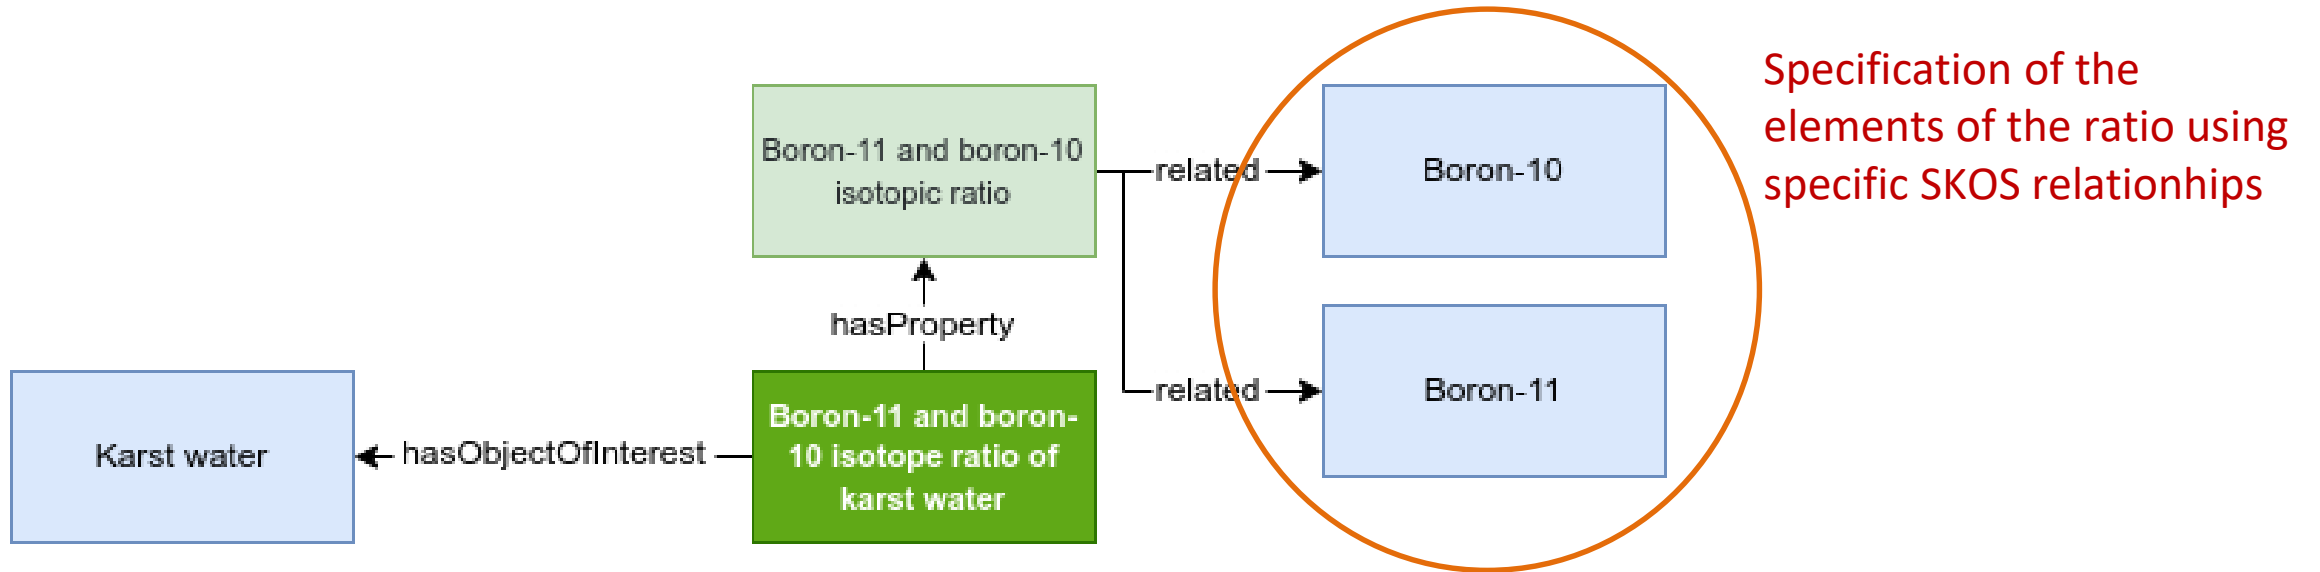 Specification of the
elements of the ratio using
specific SKOS relationhips
Boron-11 and boron-10
isotopic ratio
related
Boron-10
hasProperty
related
Boron-11
Karst water
hasObjectOfInterest
Boron-11 and boron-
10 isotope ratio of
karst water